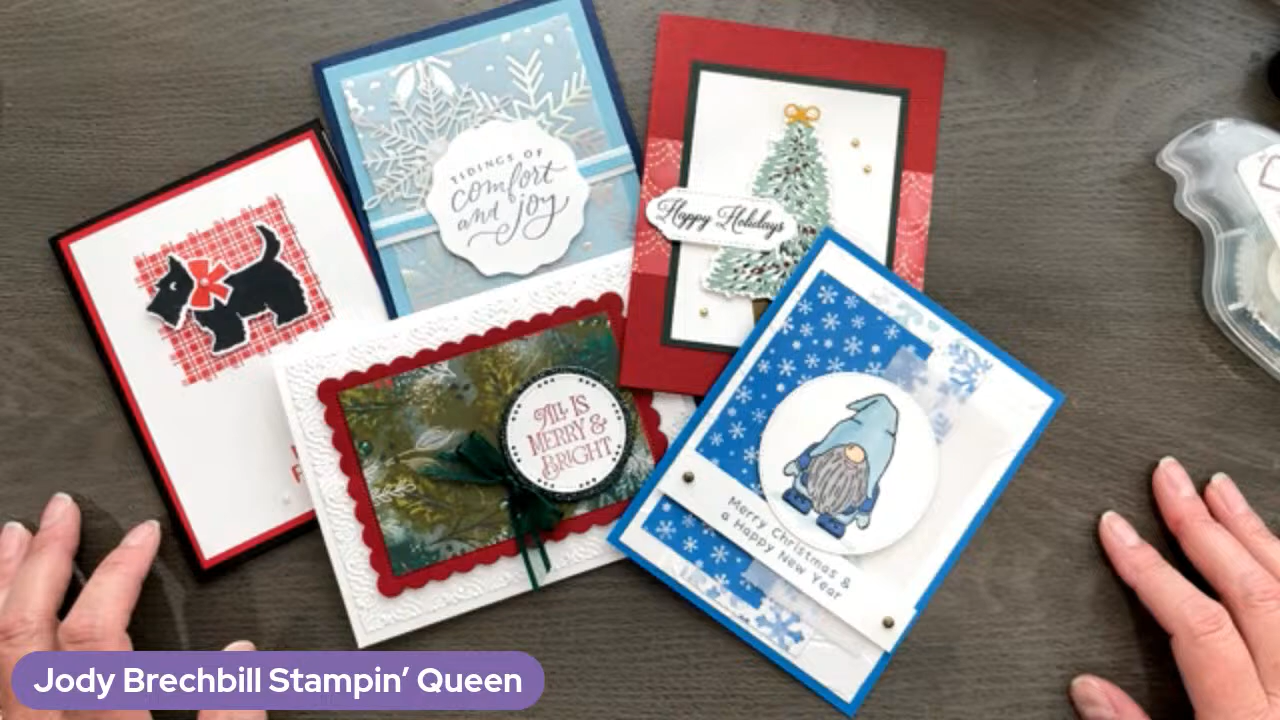 TIDINGS OF
comfort
and joy
Happy Holidays
ALL IS
MERRY &
BRIGHT
Merry Christmas &
a Happy New Year
Jody Brechbill Stampin’ Queen